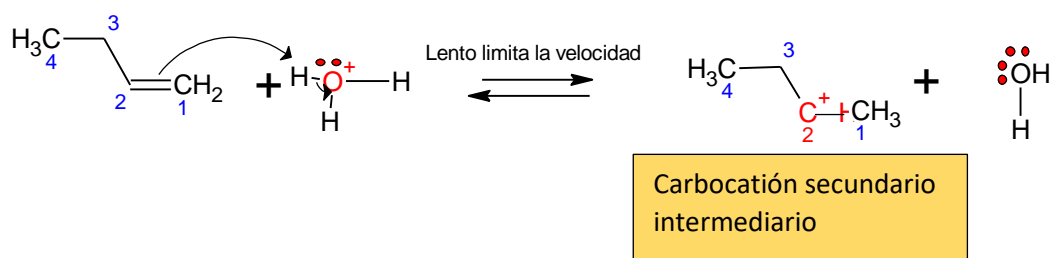 3
H₃C
4
2
CH₂
1
+
H
O
+
H
H
Lento limita la velocidad
3
H₃C
4
C
+
2
CH₃
1
+
OH
H
Carbocatión secundario
intermediario